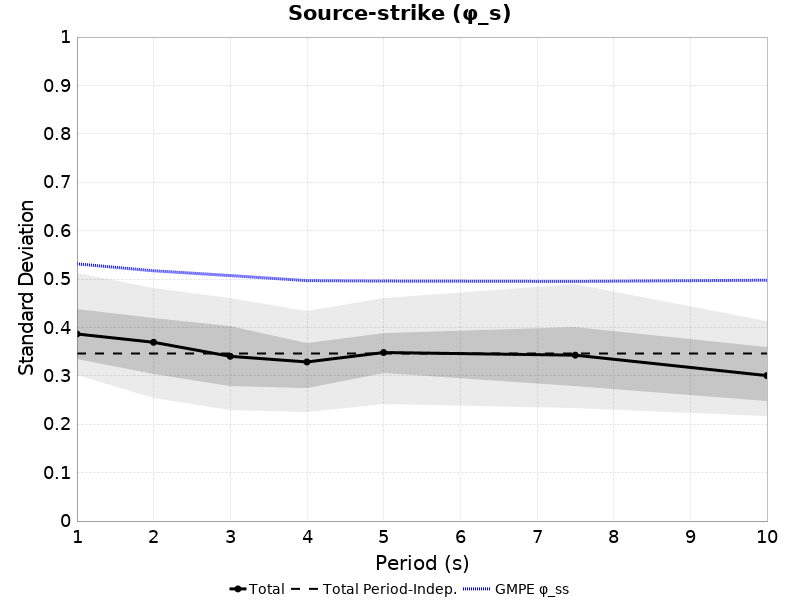 Source-strike (φ_s)
1
0.9
0.8
0.7
0.6
0.5
0.4
0.3
0.2
0.1
0
Standard Deviation
1 2 3 4 5 6 7 8 9 10
Period (s)
Total Total Period-Indep. GMPE φ_ss